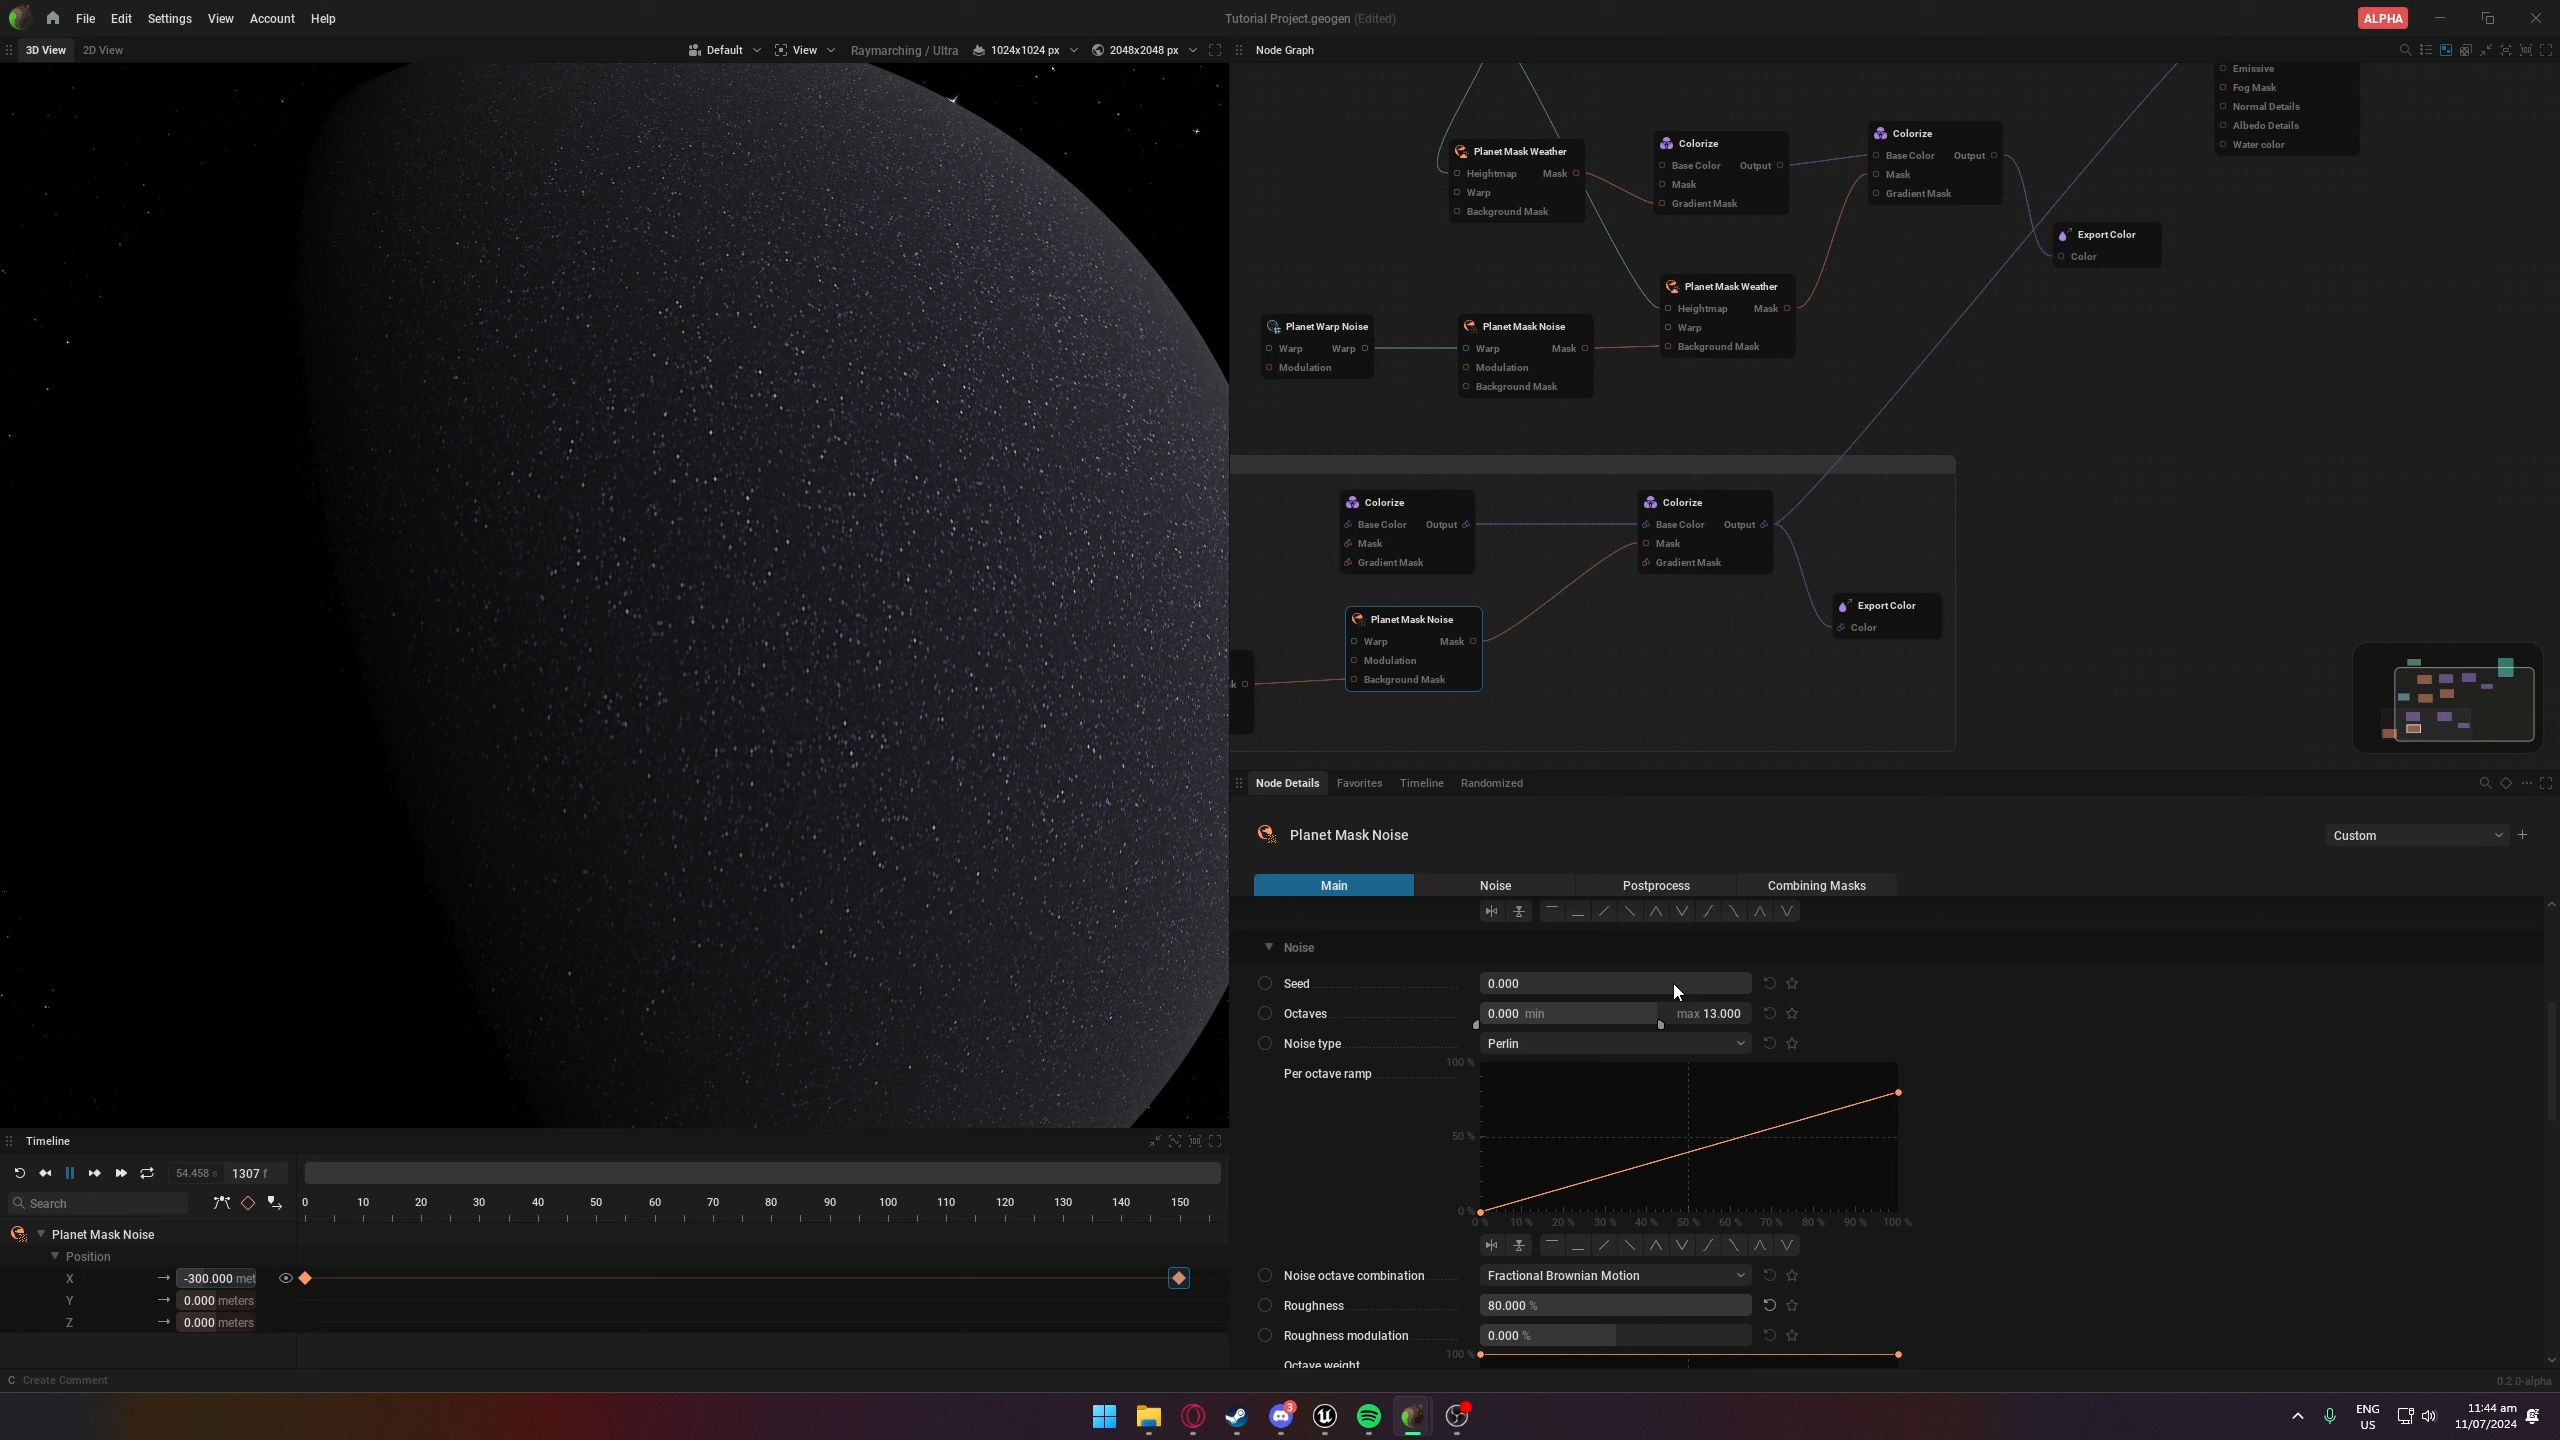 File Edit Settings View Account Help
Tutorial Project.geogen (Edited)
ALPHA
3D View 2D View
Default View Raymarching / Ultra 1024x1024 px 2048x2048 px
Node Graph
Emissive
Fog Mask
Normal Details
Albedo Details
Water color
Planet Mask Weather
Heightmap Mask
Warp
Background Mask
Colorize
Base Color Output
Mask
Gradient Mask
Colorize
Base Color Output
Mask
Gradient Mask
Export Color
Color
Planet Mask Weather
Heightmap Mask
Warp
Background Mask
Planet Warp Noise
Warp Warp
Modulation
Planet Mask Noise
Warp Mask
Modulation
Background Mask
Colorize
Base Color Output
Mask
Gradient Mask
Colorize
Base Color Output
Mask
Gradient Mask
Export Color
Color
Planet Mask Noise
Warp Mask
Modulation
Background Mask
k
Node Details Favorites Timeline Randomized
Planet Mask Noise
Custom
Main Noise Postprocess Combining Masks
Noise
Seed 0.000
Octaves 0.000 min max 13.000
Noise type Perlin
Per octave ramp
100 %
50 %
0 %
0 % 10 % 20 % 30 % 40 % 50 % 60 % 70 % 80 % 90 % 100 %
Noise octave combination Fractional Brownian Motion
Roughness 80.000 %
Roughness modulation 0.000 %
Octave weight 100 %
Timeline
54.458 s 1307 f
Search
0 10 20 30 40 50 60 70 80 90 100 110 120 130 140 150
Planet Mask Noise
Position
X -300.000 met
Y 0.000 meters
Z 0.000 meters
C Create Comment
0.2.0-alpha
3
ENG
US
11:44 am
11/07/2024